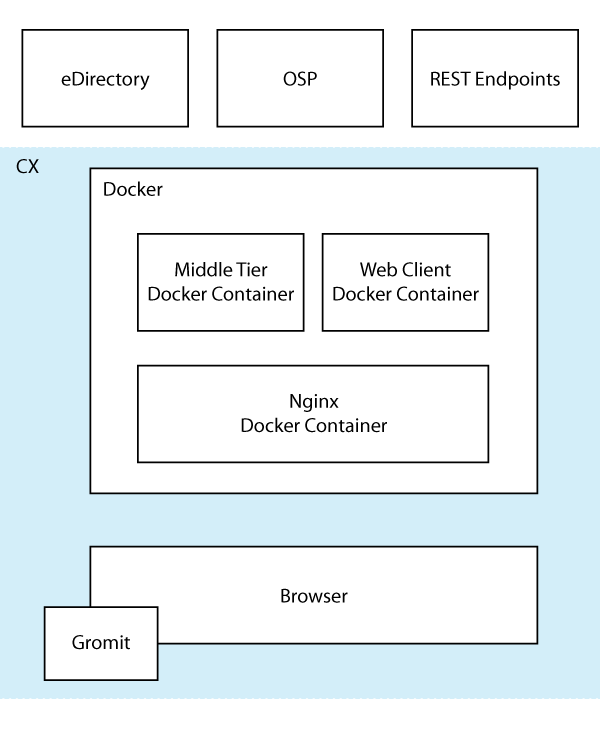 eDirectory
OSP
REST Endpoints
CX
Docker
Middle Tier
Docker Container
Web Client
Docker Container
Nginx
Docker Container
Browser
Gromit